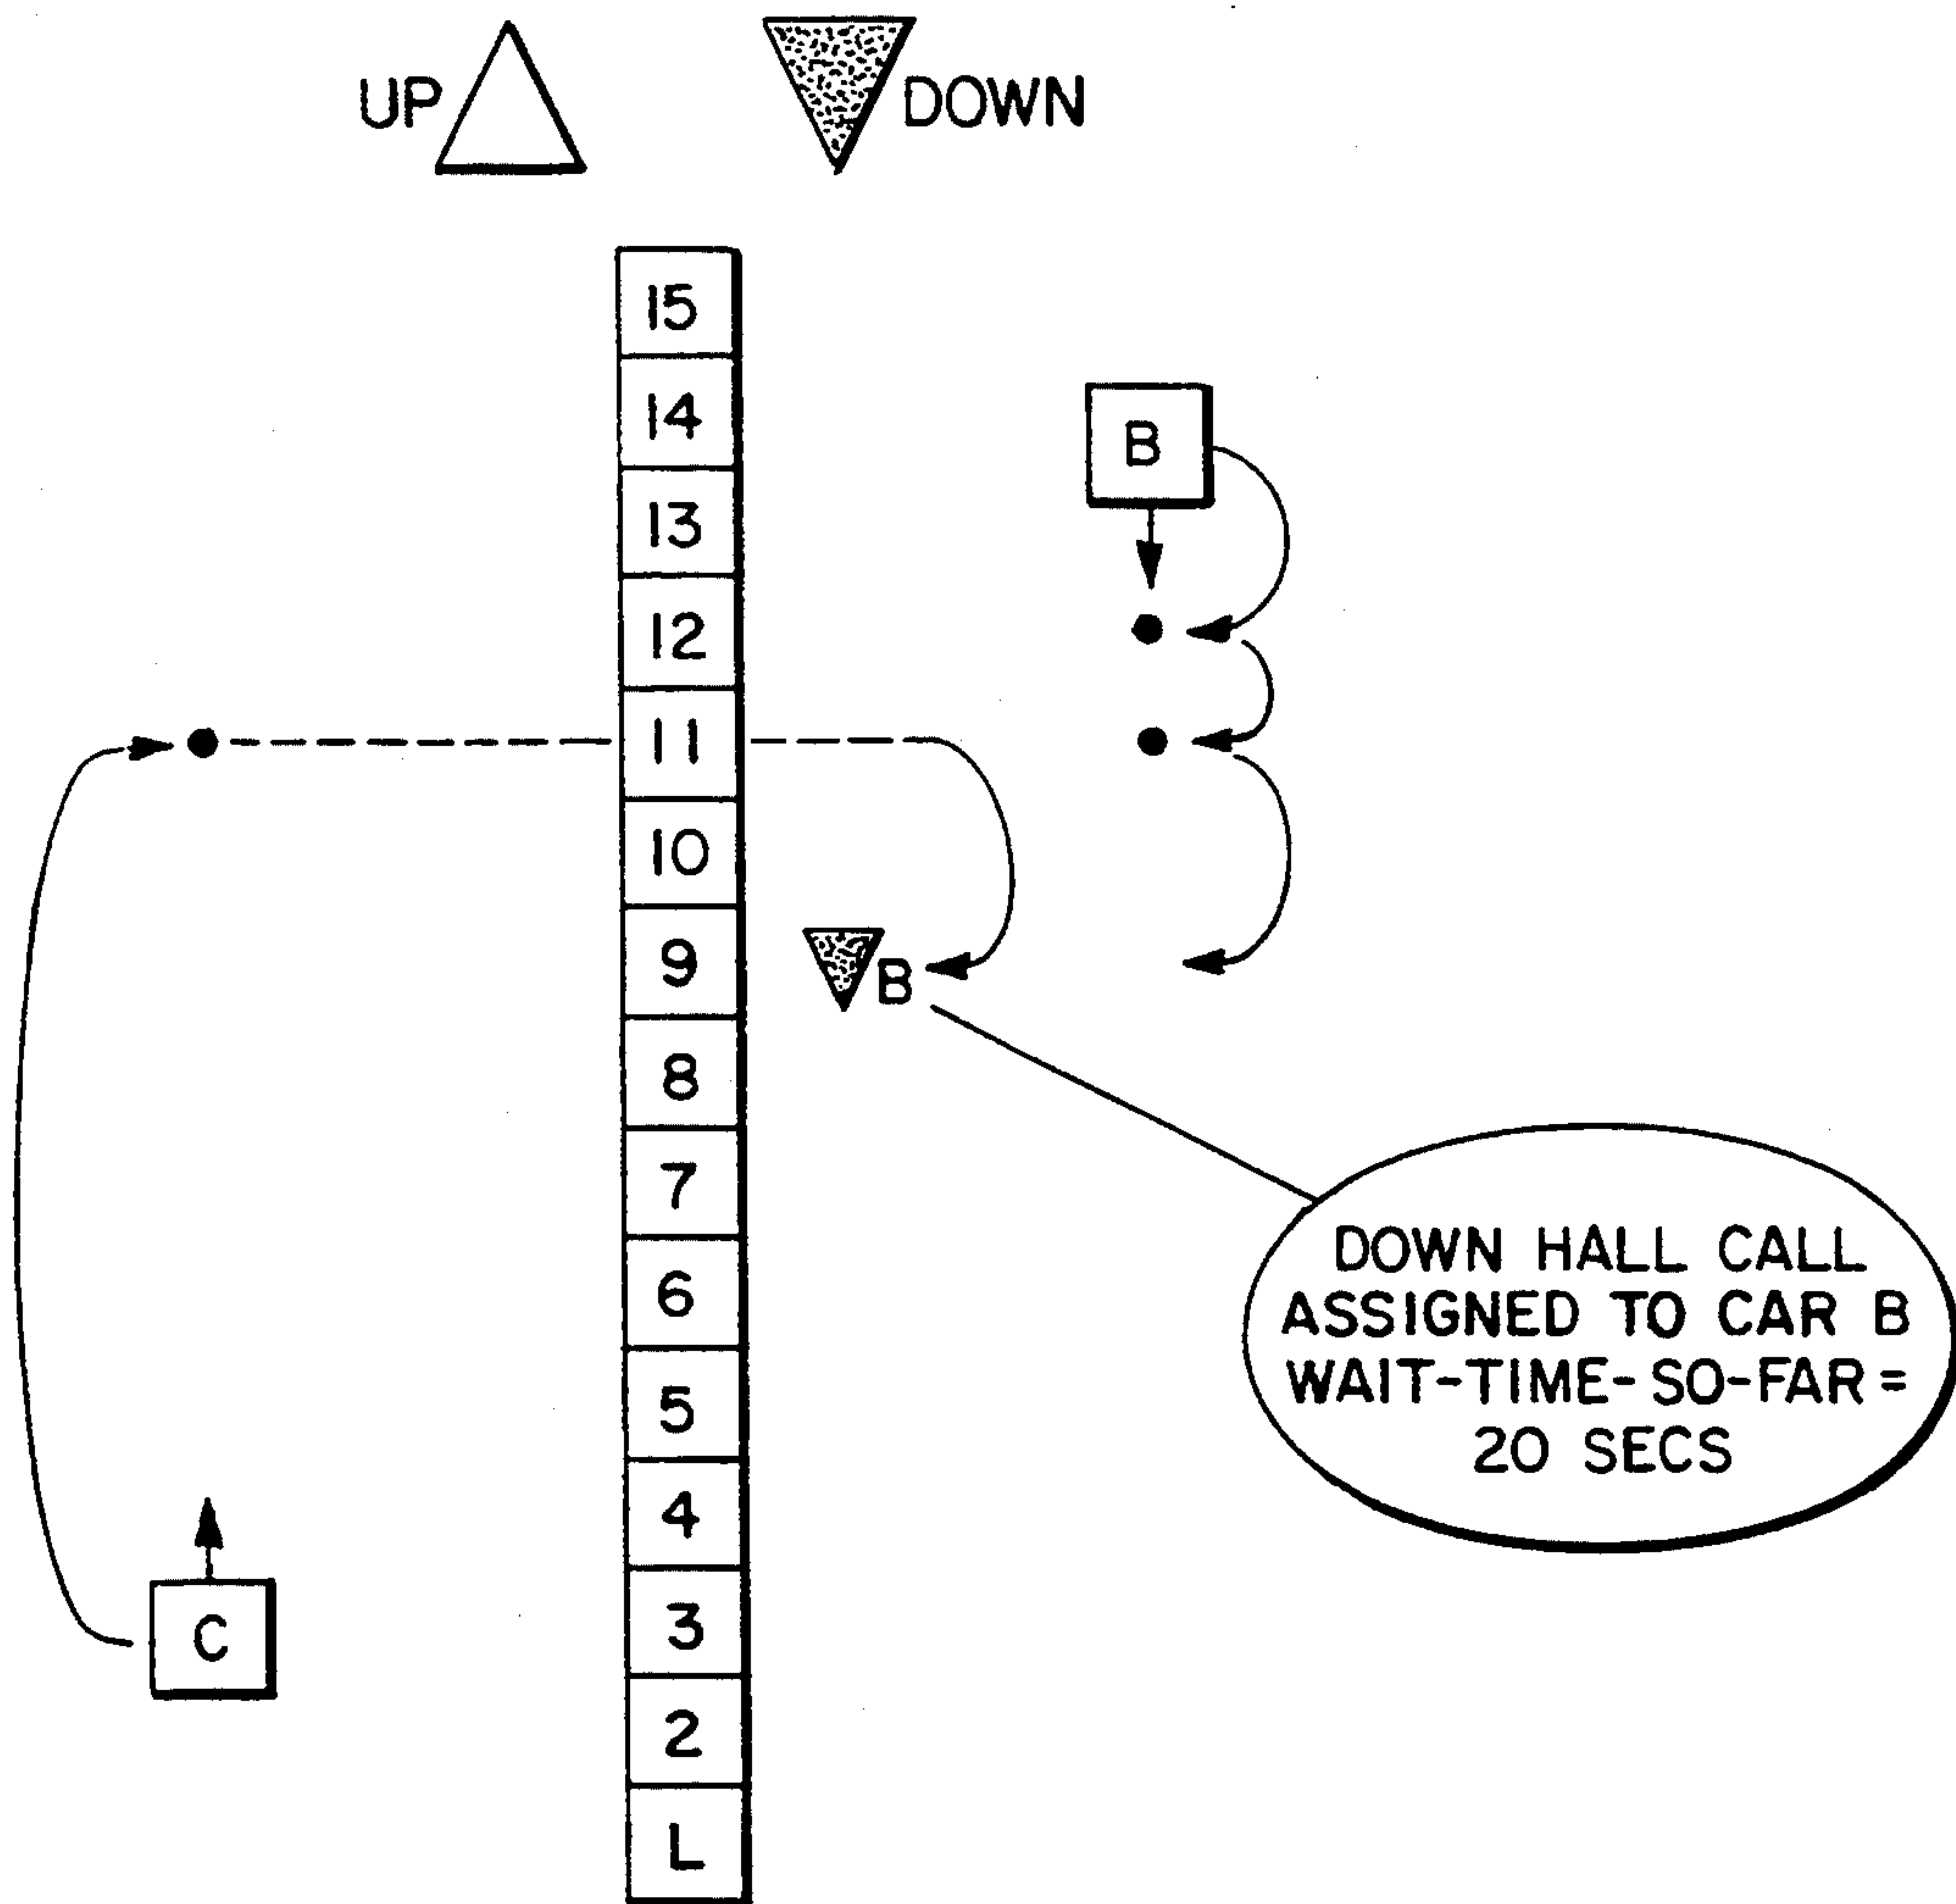 UP
DOWN
15
14
B
13
12
11
10
9
B
8
7
6
5
4
3
C
2
L
DOWN HALL CALL
ASSIGNED TO CAR B
WAIT-TIME-SO-FAR=
20 SECS